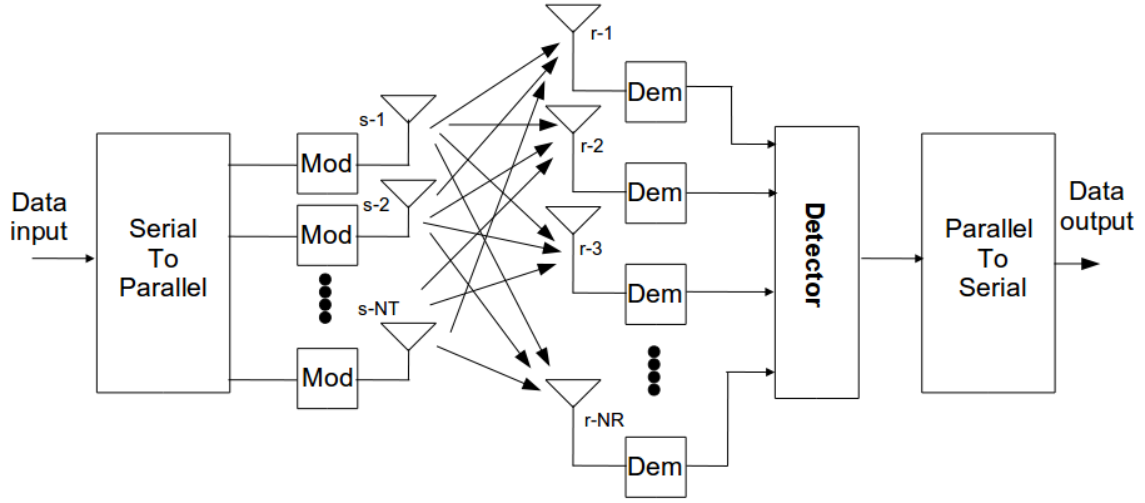 Data
input
Serial
To
Parallel
Mod
Mod
Mod
s-1
s-2
s-NT
r-1
r-2
r-3
r-NR
Dem
Dem
Dem
Dem
Detector
Parallel
To
Serial
Data
output